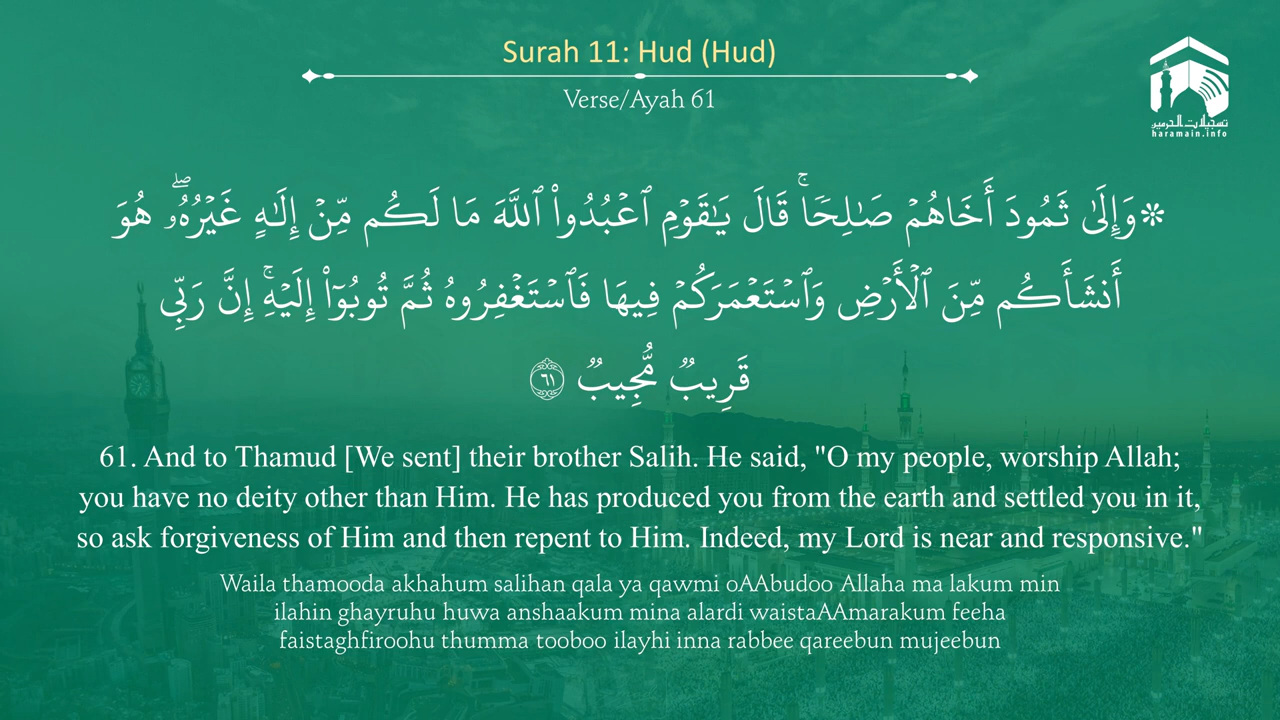 Surah 11: Hud (Hud)
Verse/Ayah 61
تسجيلات الحرمين
haramain.info
۞وَإِلَىٰ ثَمُودَ أَخَاهُمۡ صَٰلِحٗاۚ قَالَ يَٰقَوۡمِ ٱعۡبُدُواْ ٱللَّهَ مَا لَكُم مِّنۡ إِلَٰهٍ غَيۡرُهُۥۖ هُوَ
أَنشَأَكُم مِّنَ ٱلۡأَرۡضِ وَٱسۡتَعۡمَرَكُمۡ فِيهَا فَٱسۡتَغۡفِرُوهُ ثُمَّ تُوبُوٓاْ إِلَيۡهِۚ إِنَّ رَبِّي
قَرِيبٞ مُّجِيبٞ ٦١
61. And to Thamud [We sent] their brother Salih. He said, "O my people, worship Allah;
you have no deity other than Him. He has produced you from the earth and settled you in it,
so ask forgiveness of Him and then repent to Him. Indeed, my Lord is near and responsive."
Waila thamooda akhahum salihan qala ya qawmi oAAbudoo Allaha ma lakum min
ilahin ghayruhu huwa anshaakum mina alardi waistaAAmarakum feeha
faistaghfiroohu thumma tooboo ilayhi inna rabbee qareebun mujeebun